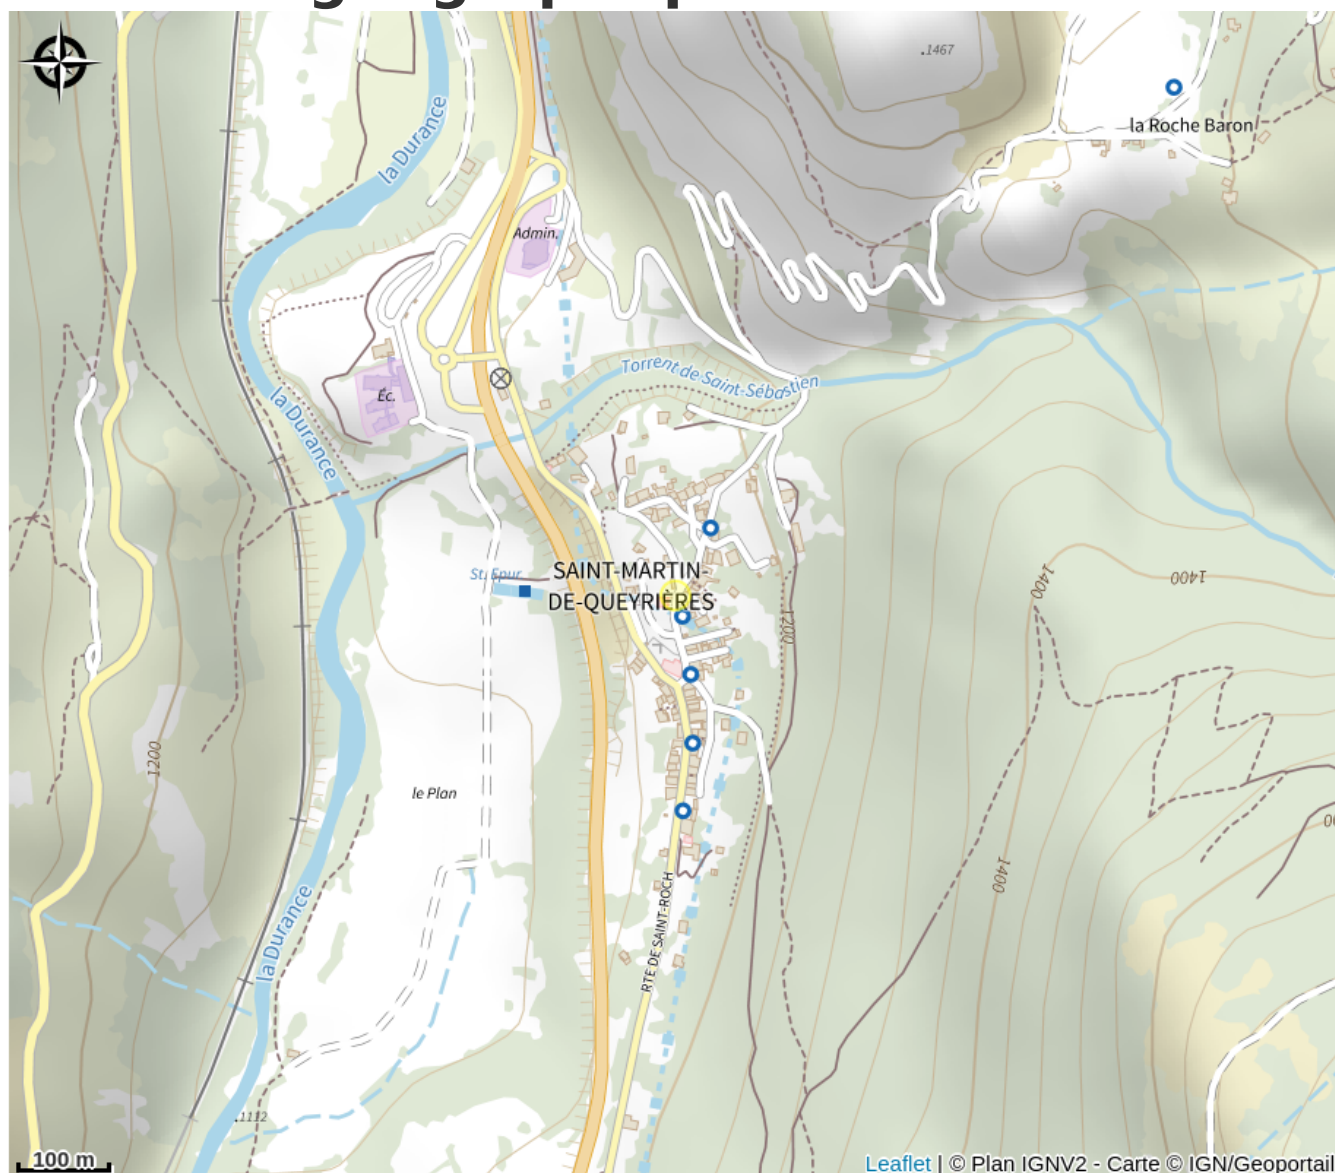 .1467
la Roche Baron
la Durance
Admin.
Torrent de Saint-Sébastien
Éc.
la Durance
St. Epur.
SAINT-MARTIN-
DE-QUEYRIÈRES
1400
1400
1200
1200
le Plan
1400
RTE DE SAINT-ROCH
la Durance
.1112
100 m
Leaflet | © Plan IGNV2 - Carte © IGN/Geoportail